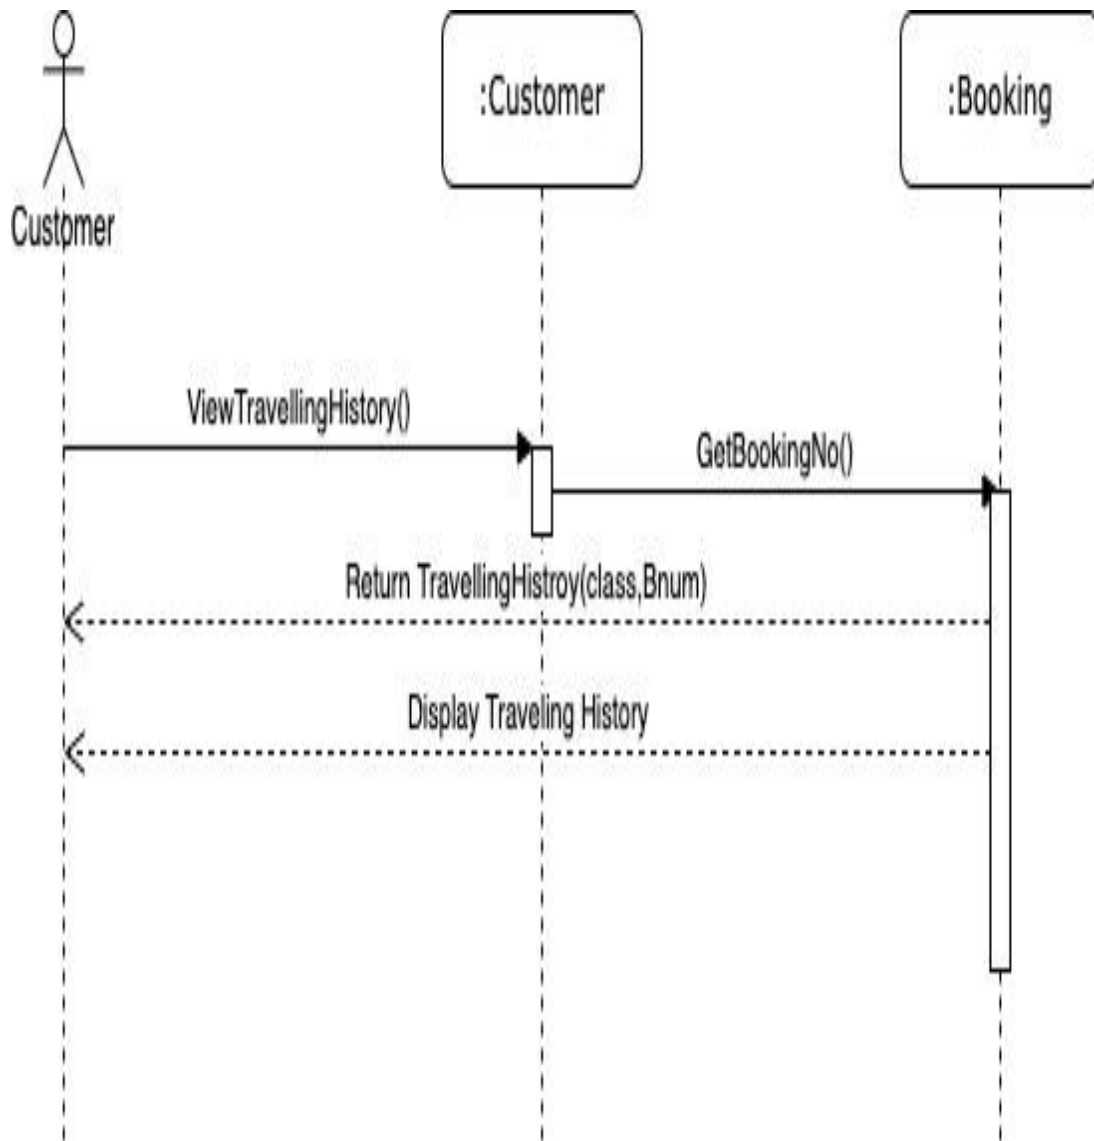 :Customer
:Booking
Customer
ViewTravellingHistory()
GetBookingNo()
Return TravellingHistroy(class,Bnum)
Display Traveling History